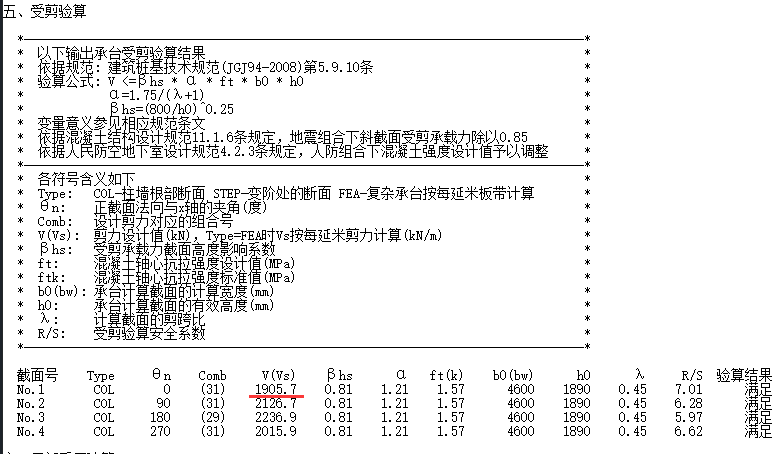 五、受剪验算
*————————————————————————*
* 以下输出承台受剪验算结果 *
* 依据规范: 建筑桩基技术规范(JGJ94-2008)第5.9.10条 *
* 验算公式: V <=βhs * α * ft * b0 * h0 *
* α=1.75/(λ+1) *
* βhs=(800/h0)^0.25 *
* 变量意义参见相应规范条文 *
* 依据混凝土结构设计规范11.1.6条规定, 地震组合下斜截面受剪承载力除以0.85 *
* 依据人民防空地下室设计规范4.2.3条规定, 人防组合下混凝土强度设计值予以调整 *
*————————————————————————*
* 各符号含义如下 *
* Type: COL-柱墙根部断面 STEP-变阶处的断面 FEA-复杂承台按每延米板带计算 *
* θn: 正截面法向与x轴的夹角(度) *
* Comb: 设计剪力对应的组合号 *
* V(Vs): 剪力设计值(kN), Type=FEA时Vs按每延米剪力计算(kN/m) *
* βhs: 受剪承载力截面高度影响系数 *
* ft: 混凝土轴心抗拉强度设计值(MPa) *
* ftk: 混凝土轴心抗拉强度标准值(MPa) *
* b0(bw): 承台计算截面的计算宽度(mm) *
* h0: 承台计算截面的有效高度(mm) *
* λ: 计算截面的剪跨比 *
* R/S: 受剪验算安全系数 *
*————————————————————————*
截面号 Type θn Comb V(Vs) βhs α ft(k) b0(bw) h0 λ R/S 验算结果
No.1 COL 0 (31) 1905.7 0.81 1.21 1.57 4600 1890 0.45 7.01 满足
No.2 COL 90 (31) 2126.7 0.81 1.21 1.57 4600 1890 0.45 6.28 满足
No.3 COL 180 (29) 2236.9 0.81 1.21 1.57 4600 1890 0.45 5.97 满足
No.4 COL 270 (31) 2015.9 0.81 1.21 1.57 4600 1890 0.45 6.62 满足